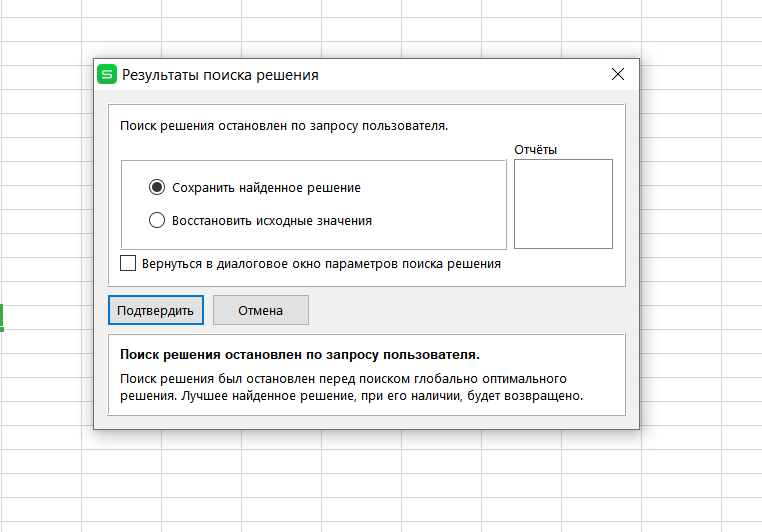 Результаты поиска решения
Поиск решения остановлен по запросу пользователя.
Отчёты
Сохранить найденное решение
Восстановить исходные значения
Вернуться в диалоговое окно параметров поиска решения
Подтвердить
Отмена
Поиск решения остановлен по запросу пользователя.
Поиск решения был остановлен перед поиском глобально оптимального
решения. Лучшее найденное решение, при его наличии, будет возвращено.